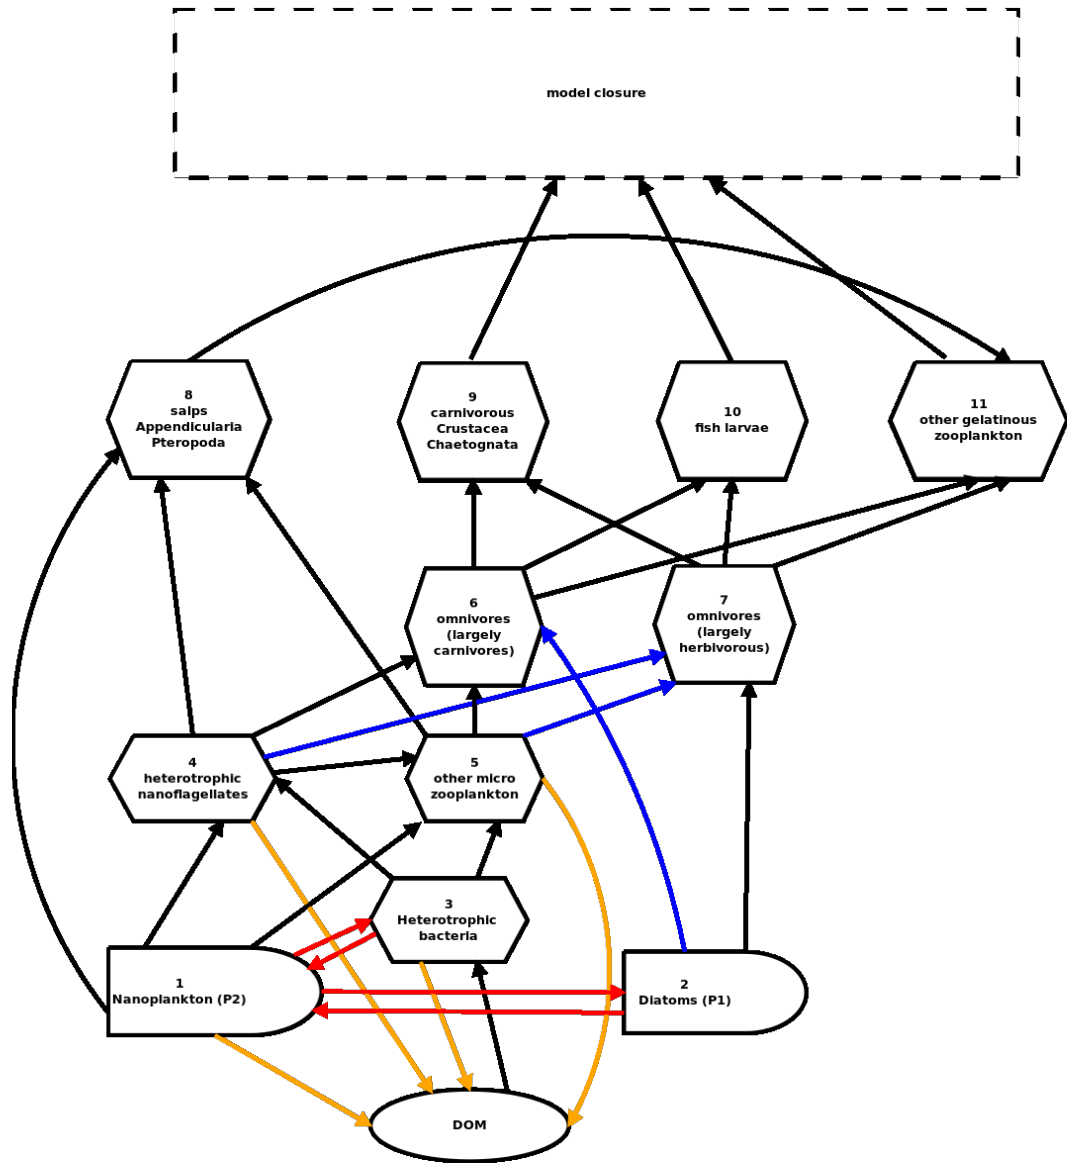 model closure
8
salps
Appendicularia
Pteropoda
9
carnivorous
Crustacea
Chaetognata
10
fish larvae
11
other gelatinous
zooplankton
6
omnivores
(largely
carnivores)
7
omnivores
(largely
herbivorous)
4
heterotrophic
nanoflagellates
5
other micro
zooplankton
3
Heterotrophic
bacteria
1
Nanoplankton (P2)
2
Diatoms (P1)
DOM